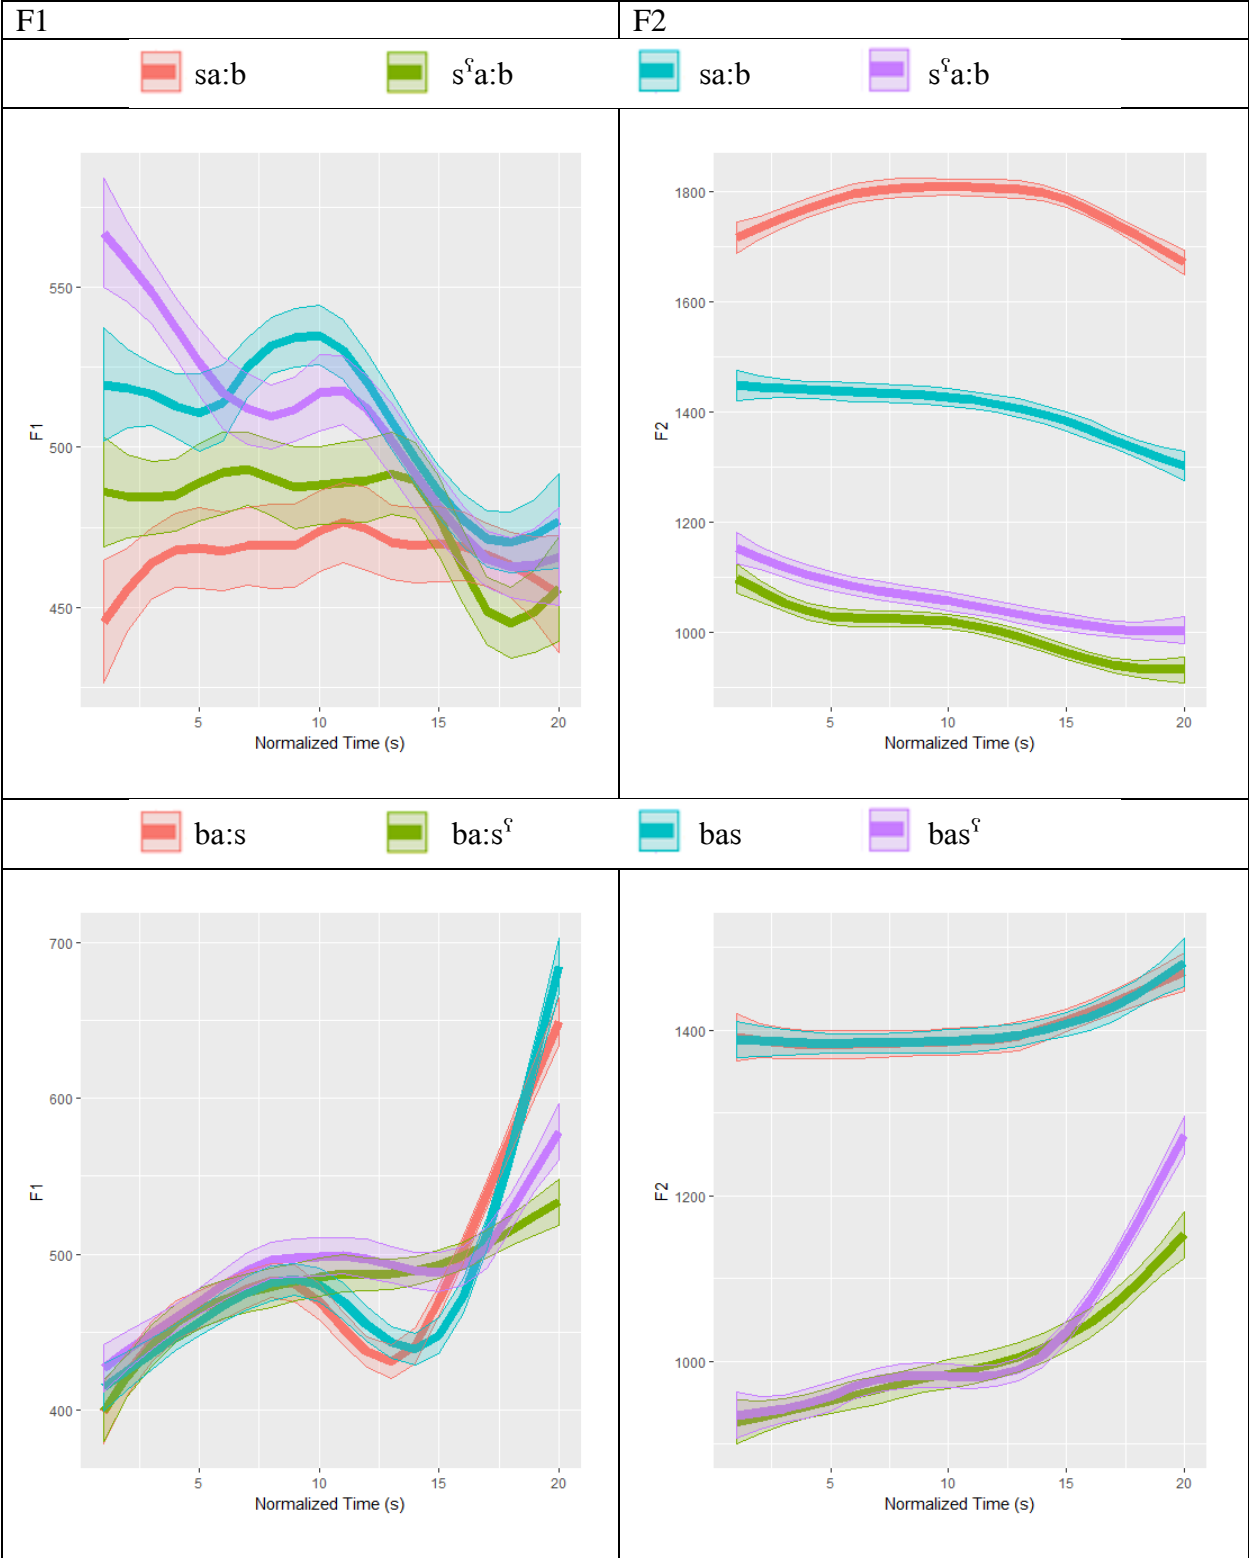 F1 F2
sa:b sˤa:b sa:b sˤa:b
550
500
450
F1
5 10 15 20
Normalized Time (s)
1800
1600
1400
1200
1000
F2
5 10 15 20
Normalized Time (s)
ba:s ba:sˤ bas basˤ
700
600
500
400
F1
5 10 15 20
Normalized Time (s)
1400
1200
1000
F2
5 10 15 20
Normalized Time (s)